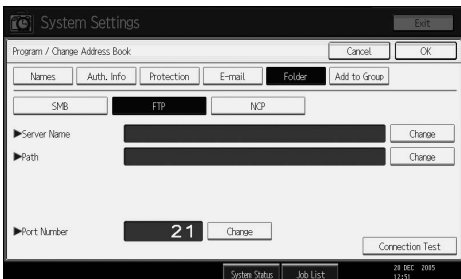 System Settings
Exit
Program / Change Address Book
Cancel
OK
Names
Auth. Info
Protection
E-mail
Folder
Add to Group
SMB
FTP
NCP
▶Server Name
Change
▶Path
Change
▶Port Number
21
Change
Connection Test
System Status
Job List
28 DEC 2005
12:51